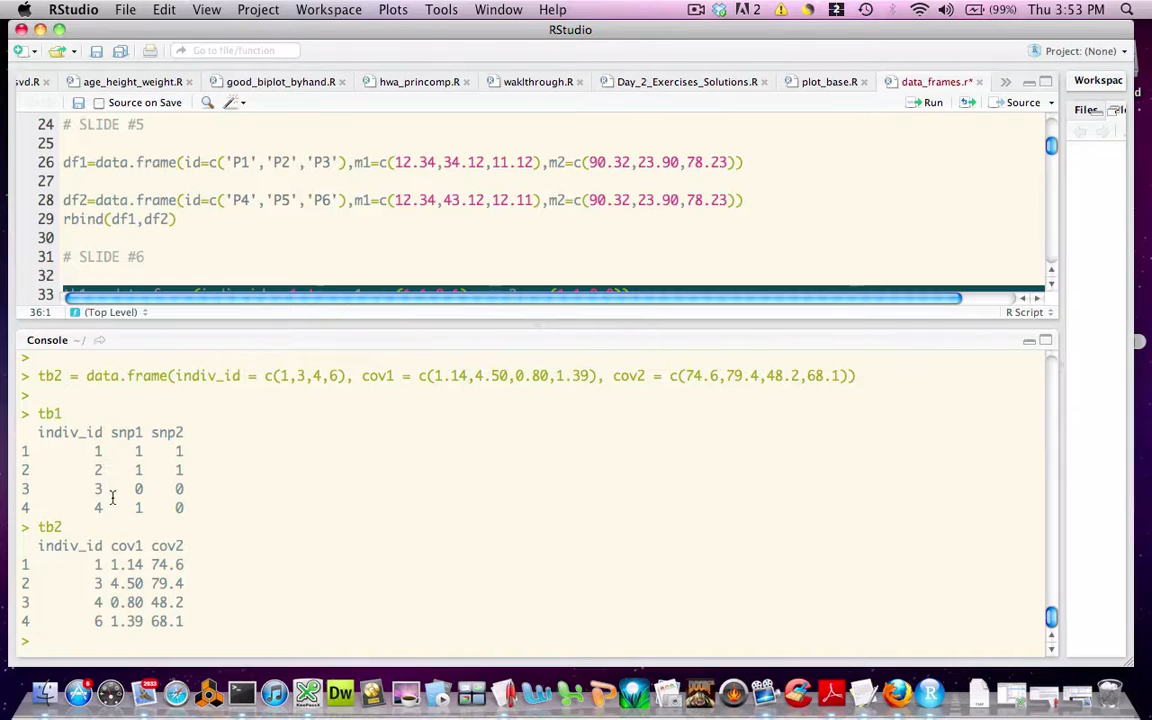 RStudio File Edit View Project Workspace Plots Tools Window Help 2 2 (99%) Thu 3:53 PM
RStudio
Go to file/function Project: (None)
svd.R age_height_weight.R good_biplot_byhand.R hwa_princomp.R waklthrough.R Day_2_Exercises_Solutions.R plot_base.R data_frames.r* Workspac
Source on Save Run Source Files
24 # SLIDE #5
25
26 df1=data.frame(id=c('P1','P2','P3'),m1=c(12.34,34.12,11.12),m2=c(90.32,23.90,78.23))
27
28 df2=data.frame(id=c('P4','P5','P6'),m1=c(12.34,43.12,12.11),m2=c(90.32,23.90,78.23))
29 rbind(df1,df2)
30
31 # SLIDE #6
32
33
36:1 (Top Level) R Script
Console ~/
>
> tb2 = data.frame(indiv_id = c(1,3,4,6), cov1 = c(1.14,4.50,0.80,1.39), cov2 = c(74.6,79.4,48.2,68.1))
>
> tb1
indiv_id snp1 snp2
1 1 1 1
2 2 1 1
3 3 0 0
4 4 1 0
> tb2
indiv_id cov1 cov2
1 1 1.14 74.6
2 3 4.50 79.4
3 4 0.80 48.2
4 6 1.39 68.1
>
Dw R